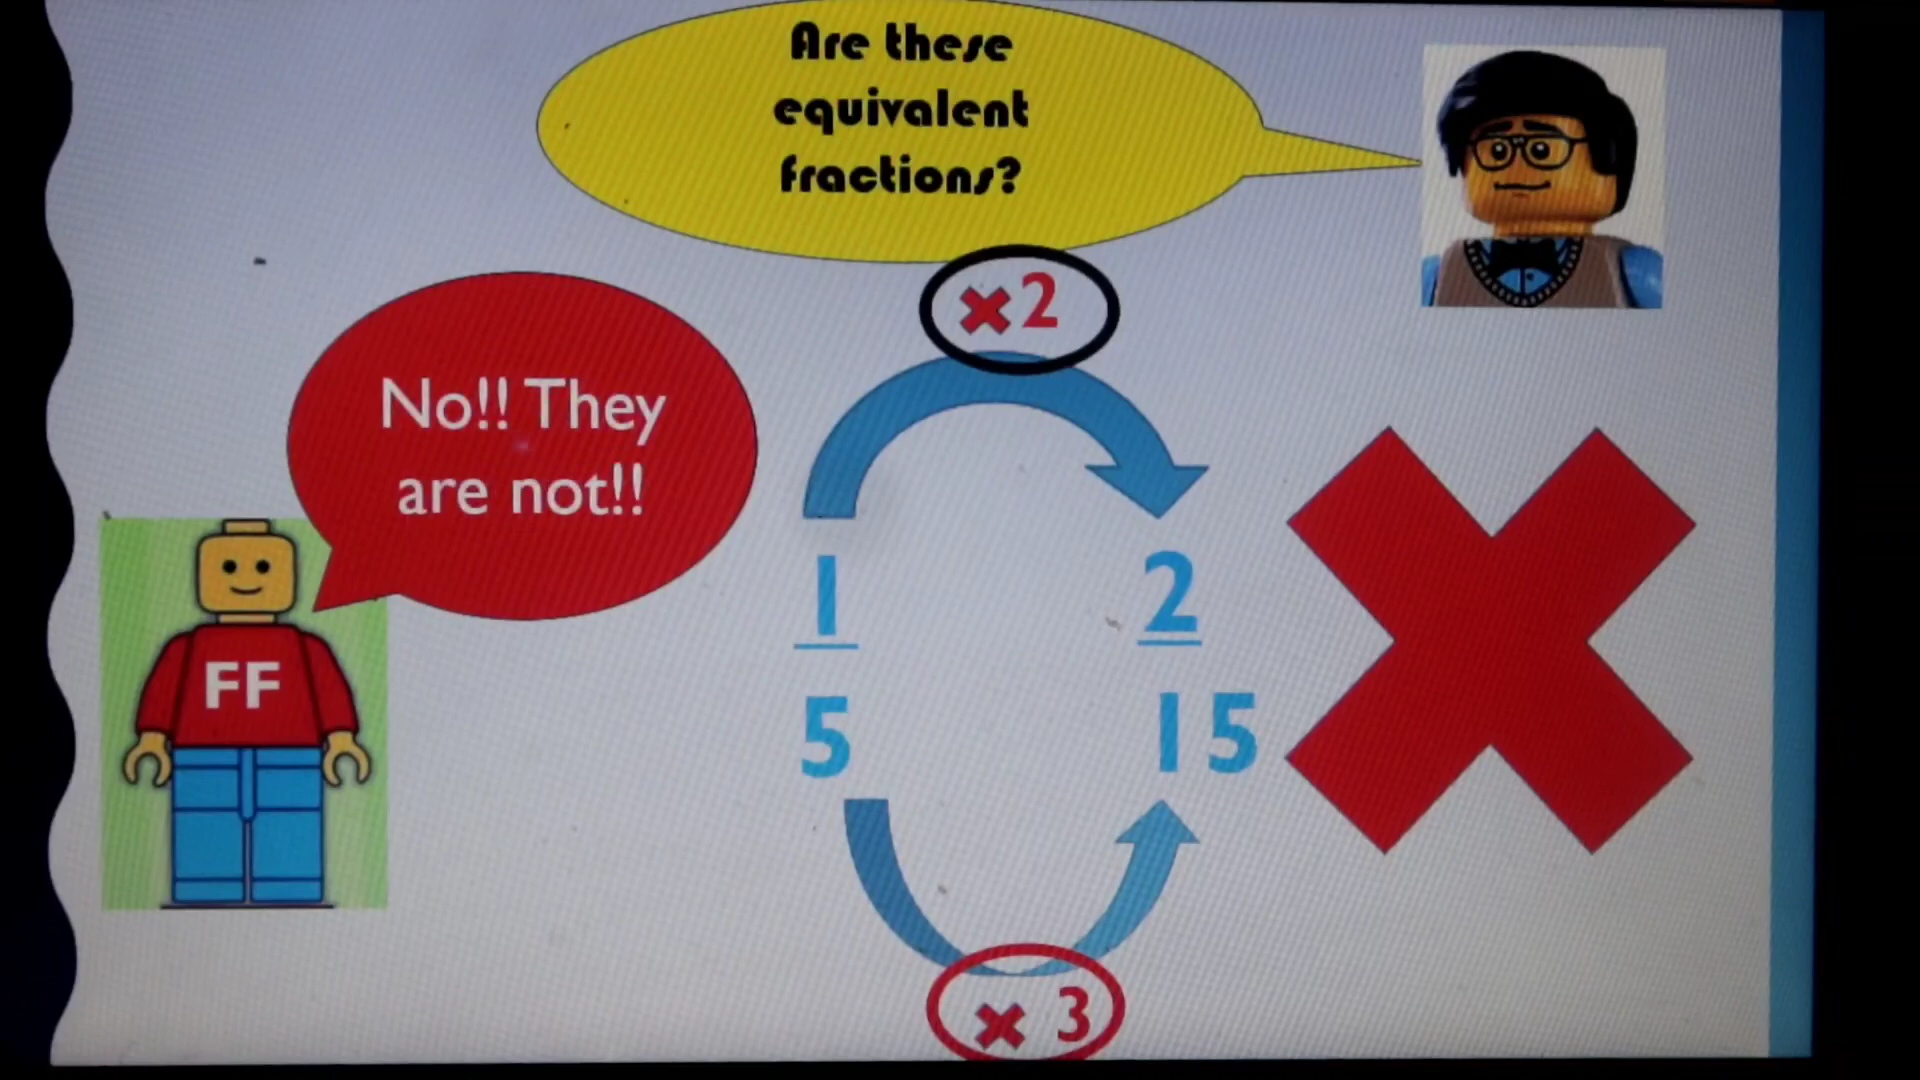 Are these
equivalent
fractions?
×2
No!! They
are not!!
1 2
5 15
FF
× 3